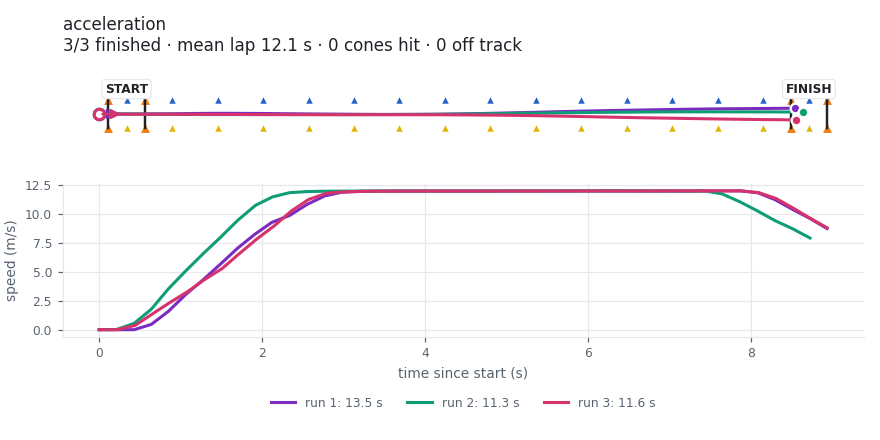 acceleration
3/3 finished · mean lap 12.1 s · 0 cones hit · 0 off track
START
FINISH
12.5
10.0
7.5
5.0
2.5
0.0
speed (m/s)
0 2 4 6 8
time since start (s)
run 1: 13.5 s run 2: 11.3 s run 3: 11.6 s